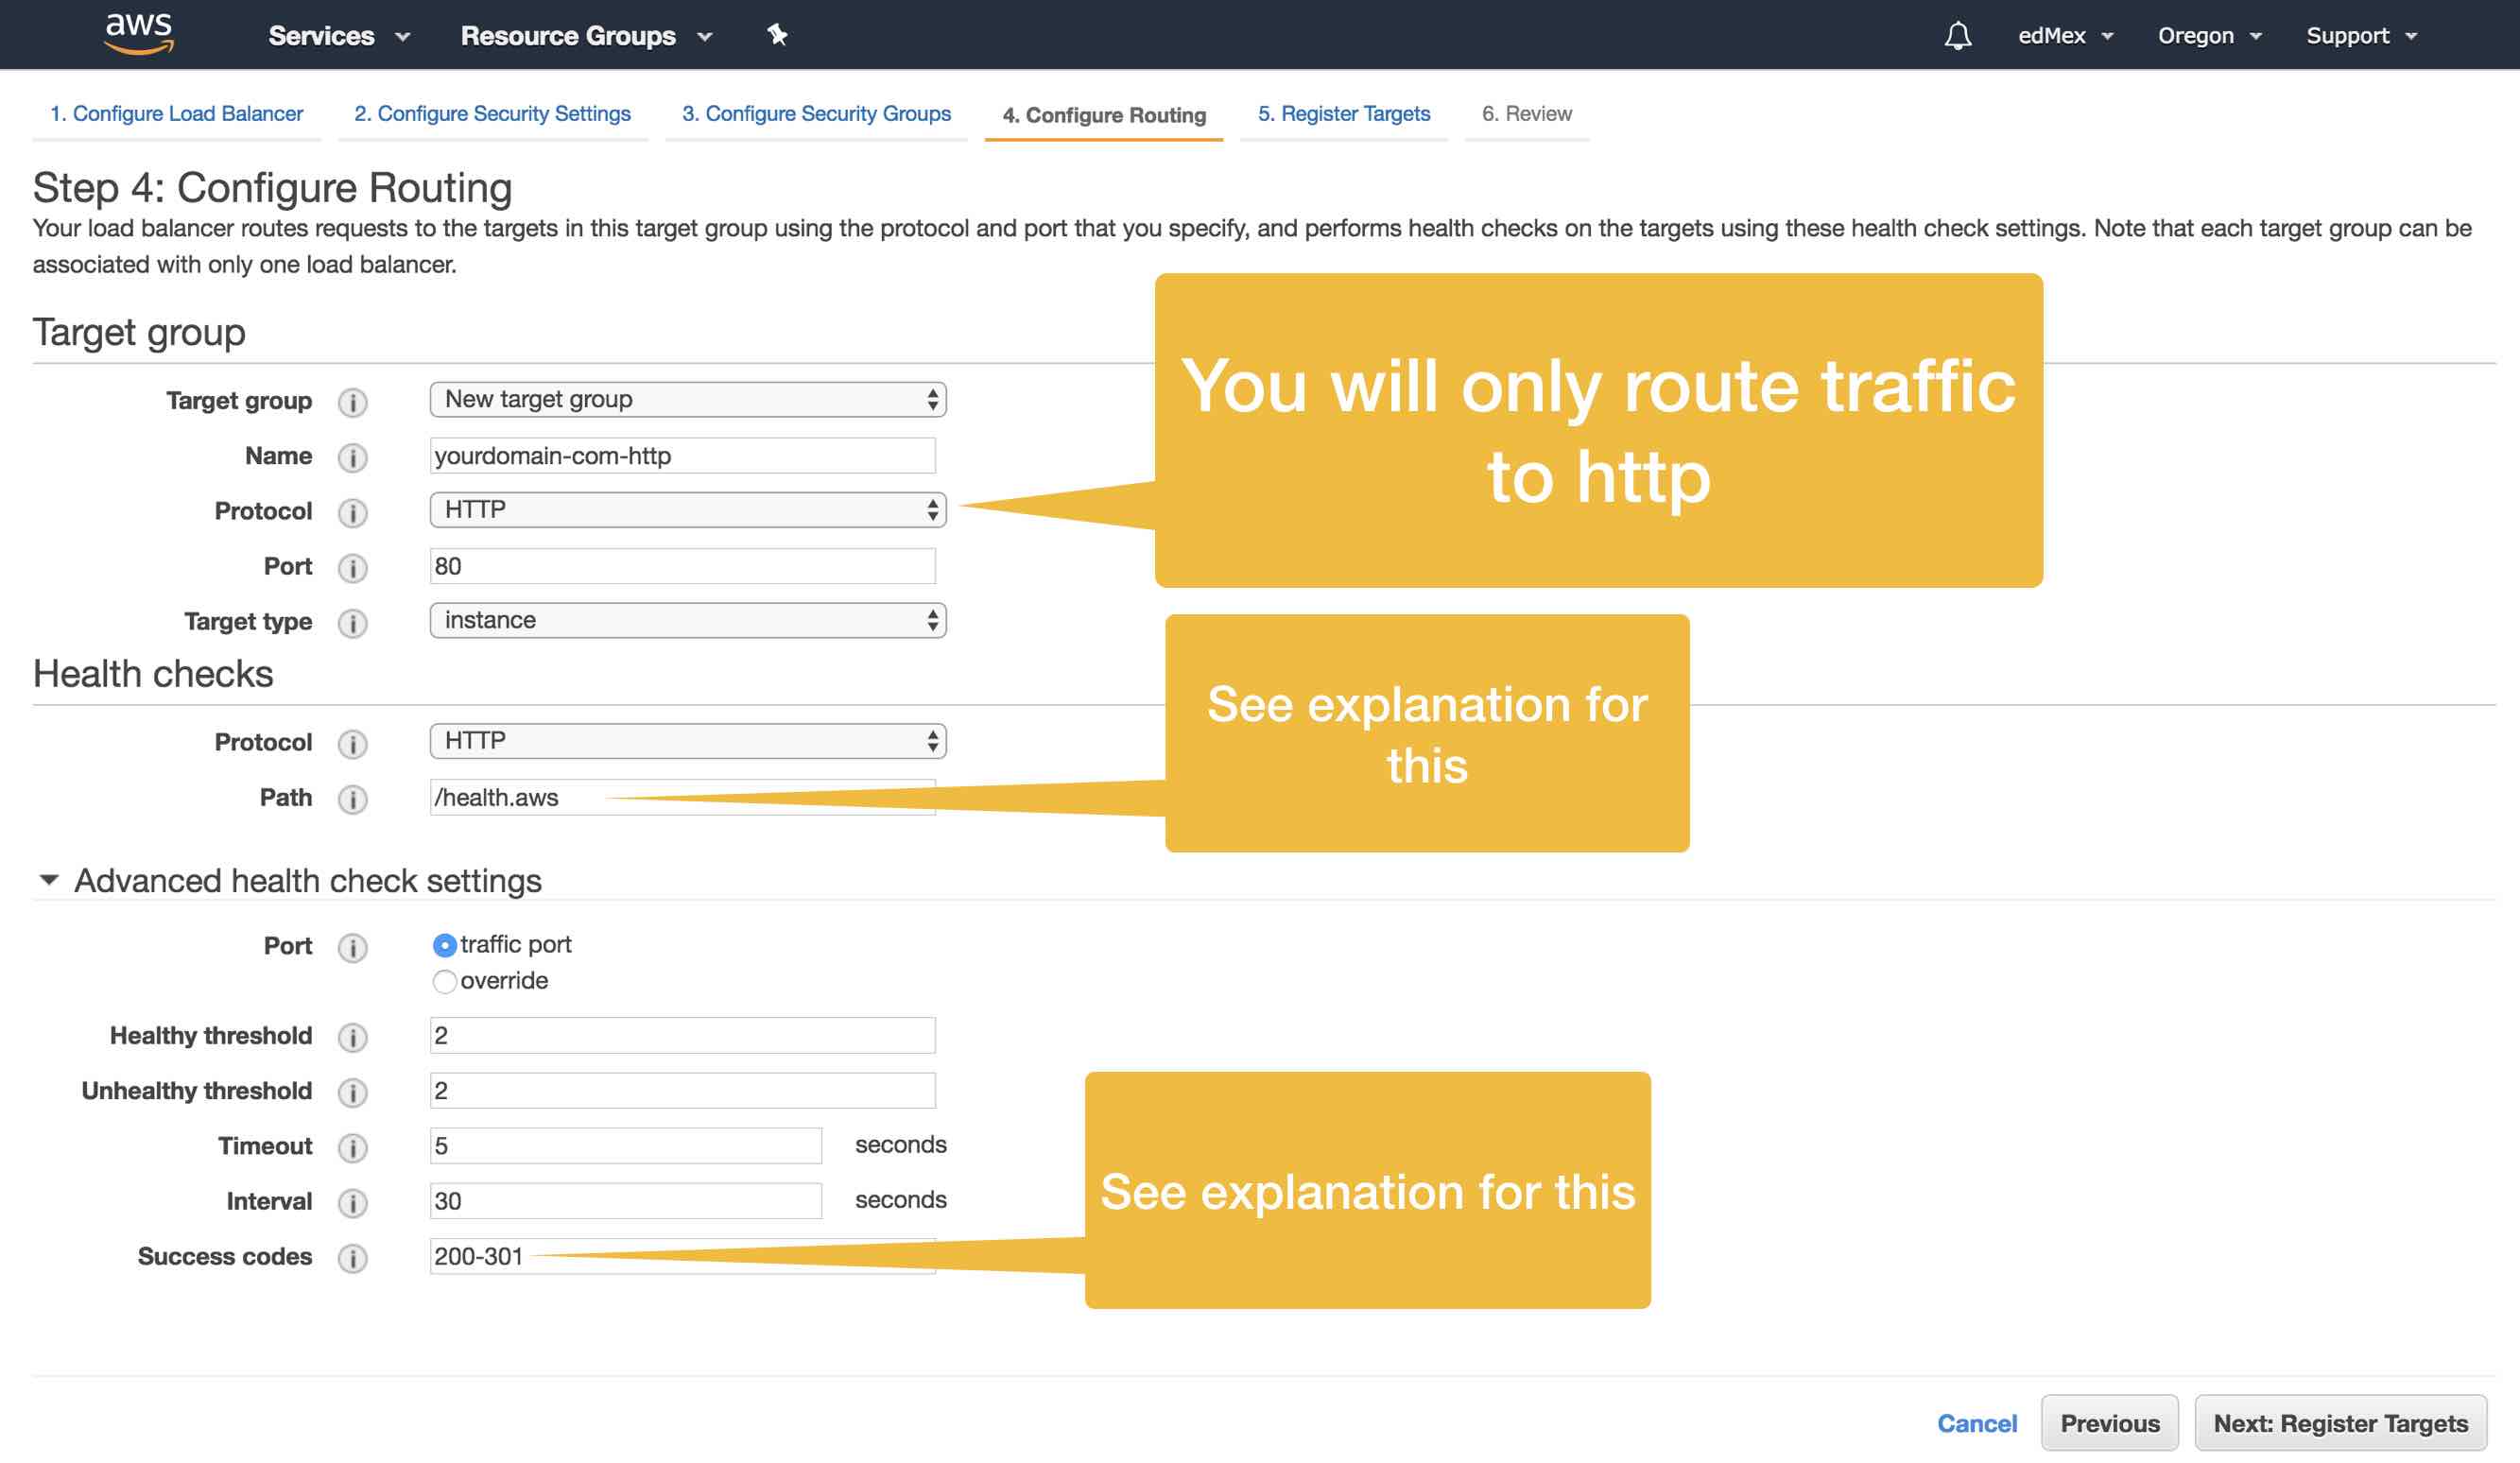 aws Services Resource Groups edMex Oregon Support
1. Configure Load Balancer 2. Configure Security Settings 3. Configure Security Groups 4. Configure Routing 5. Register Targets 6. Review
Step 4: Configure Routing
Your load balancer routes requests to the targets in this target group using the protocol and port that you specify, and performs health checks on the targets using these health check settings. Note that each target group can be
associated with only one load balancer.
Target group
Target group i New target group
Name i yourdomain-com-http
Protocol i HTTP
Port i 80
Target type i instance
You will only route traffic
to http
Health checks
Protocol i HTTP
Path i /health.aws
See explanation for
this
Advanced health check settings
Port i traffic port
override
Healthy threshold i 2
Unhealthy threshold i 2
Timeout i 5 seconds
Interval i 30 seconds
Success codes i 200-301
See explanation for this
Cancel Previous Next: Register Targets